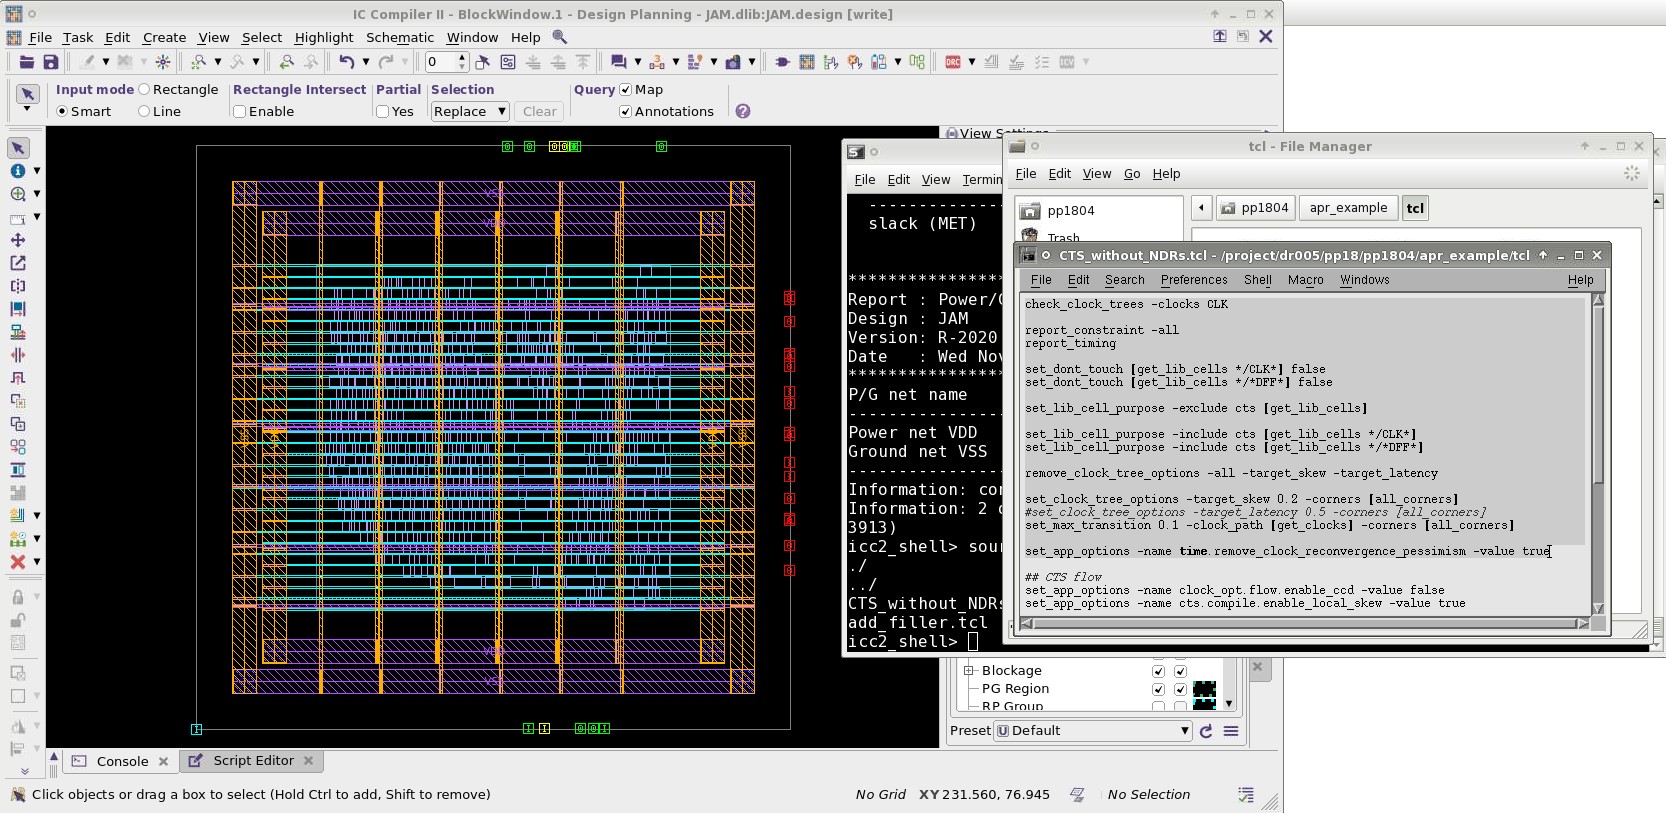 IC Compiler II - BlockWindow.1 - Design Planning - JAM.dlib:JAM.design [write]
File Task Edit Create View Select Highlight Schematic Window Help
0
DRC
Input mode Rectangle Rectangle Intersect Partial Selection Query Map
Smart Line Enable Yes Replace Clear Annotations
VSS
VDD
VDD
VSS
View Settings
File Edit View
slack (MET)
Report : Power/
Design : JAM
Version: R-2020
Date : Wed Nov
P/G net name
Power net VDD
Ground net VSS
Information: con
Information: 2
3913)
icc2_shell> sour
./
../
CTS_without_NDRs
add_filler.tcl
icc2_shell>
tcl - File Manager
File Edit View Go Help
pp1804
Trash
pp1804 apr_example tcl
CTS_without_NDRs.tcl - /project/dr005/pp18/pp1804/apr_example/tcl
File Edit Search Preferences Shell Macro Windows Help
check_clock_trees -clocks CLK
report_constraint -all
report_timing
set_dont_touch [get_lib_cells */CLK*] false
set_dont_touch [get_lib_cells */*DFF*] false
set_lib_cell_purpose -exclude cts [get_lib_cells]
set_lib_cell_purpose -include cts [get_lib_cells */CLK*]
set_lib_cell_purpose -include cts [get_lib_cells */*DFF*]
remove_clock_tree_options -all -target_skew -target_latency
set_clock_tree_options -target_skew 0.2 -corners [all_corners]
#set_clock_tree_options -target_latency 0.5 -corners [all_corners]
set_max_transition 0.1 -clock_path [get_clocks] -corners [all_corners]
set_app_options -name time.remove_clock_reconvergence_pessimism -value true
## CTS flow
set_app_options -name clock_opt.flow.enable_ccd -value false
set_app_options -name cts.compile.enable_local_skew -value true
Blockage
PG Region
RP Group
Preset Default
Console Script Editor
Click objects or drag a box to select (Hold Ctrl to add, Shift to remove) No Grid XY 231.560, 76.945 No Selection